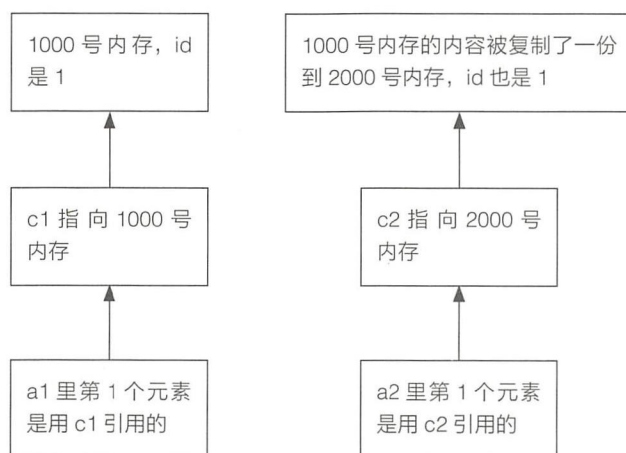 1000 号内存，id
是 1
1000 号内存的内容被复制了一份
到 2000 号内存，id 也是 1
c1 指向 1000 号
内存
c2 指向 2000 号
内存
a1 里第 1 个元素
是用 c1 引用的
a2 里第 1 个元素
是用 c2 引用的